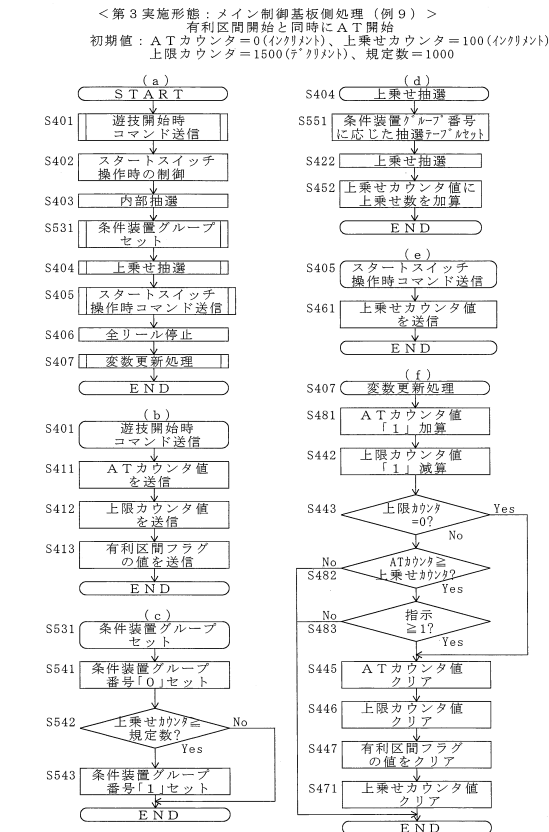 ＜第３実施形態：メイン制御基板側処理（例９）＞
有利区間開始と同時にＡＴ開始
初期値：ＡＴカウンタ＝0(ｲﾝｸﾘﾒﾝﾄ)、上乗せカウンタ＝100(ｲﾝｸﾘﾒﾝﾄ)
上限カウンタ＝1500(ﾃﾞｸﾘﾒﾝﾄ)、規定数＝1000
(a)
ＳＴＡＲＴ
S401
遊技開始時
コマンド送信
S402
スタートスイッチ
操作時の制御
S403
内部抽選
S531
条件装置グループ
セット
S404
上乗せ抽選
S405
スタートスイッチ
操作時コマンド送信
S406
全リール停止
S407
変数更新処理
ＥＮＤ
(b)
S401
遊技開始時
コマンド送信
S411
ＡＴカウンタ値
を送信
S412
上限カウンタ値
を送信
S413
有利区間フラグ
の値を送信
ＥＮＤ
(c)
S531
条件装置グループ
セット
S541
条件装置グループ
番号「０」セット
S542
上乗せｶｳﾝﾀ≦
規定数？
No
Yes
S543
条件装置グループ
番号「１」セット
ＥＮＤ
(d)
S404
上乗せ抽選
S551
条件装置ｸﾞﾙｰﾌﾟ番号
に応じた抽選ﾃｰﾌﾞﾙセット
S422
上乗せ抽選
S452
上乗せカウンタ値に
上乗せ数を加算
ＥＮＤ
(e)
S405
スタートスイッチ
操作時コマンド送信
S461
上乗せカウンタ値
を送信
ＥＮＤ
(f)
S407
変数更新処理
S481
ＡＴカウンタ値
「１」加算
S442
上限カウンタ値
「１」減算
S443
上限ｶｳﾝﾀ
=0?
Yes
No
No
S482
ATｶｳﾝﾀ≧
上乗せｶｳﾝﾀ?
Yes
No
S483
指示
≧1?
Yes
S445
ＡＴカウンタ値
クリア
S446
上限カウンタ値
クリア
S447
有利区間フラグ
の値をクリア
S471
上乗せカウンタ値
クリア
ＥＮＤ